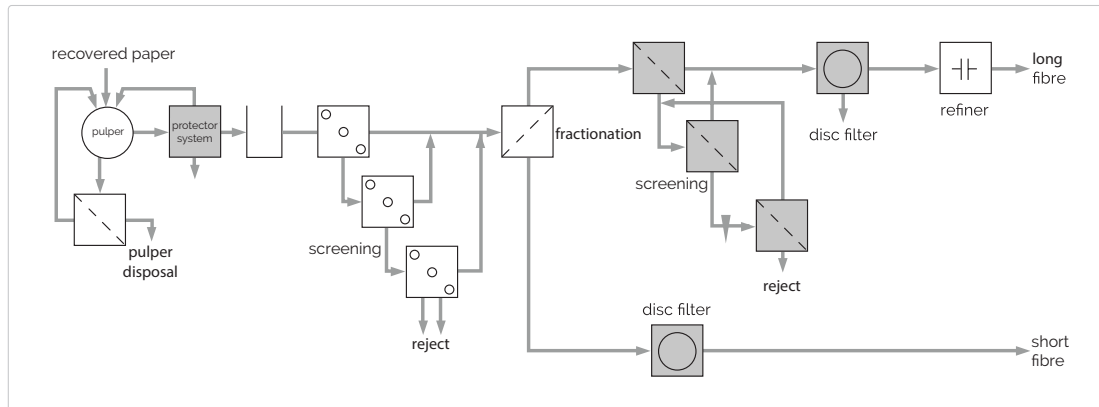 recovered paper
pulper
protector
system
pulper
disposal
screening
reject
fractionation
screening
reject
disc filter
refiner
long
fibre
disc filter
short
fibre